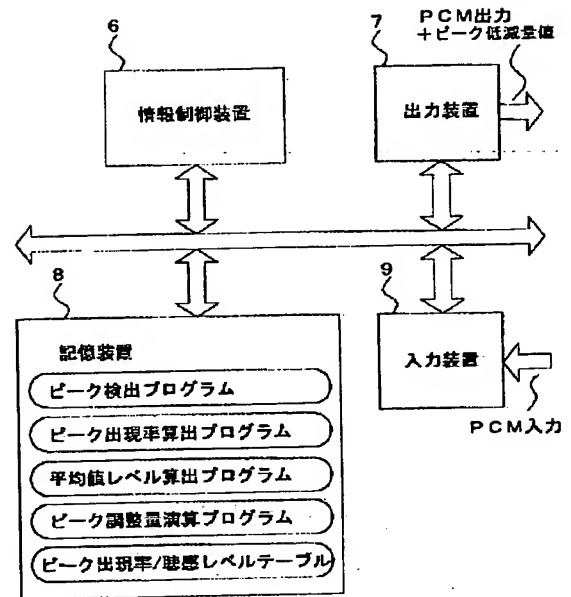 6
情報制御装置
7
出力装置
PCM出力
+ピーク低減量値
8
記憶装置
ピーク検出プログラム
ピーク出現率算出プログラム
平均値レベル算出プログラム
ピーク調整量演算プログラム
ピーク出現率/聴感レベルテーブル
9
入力装置
PCM入力